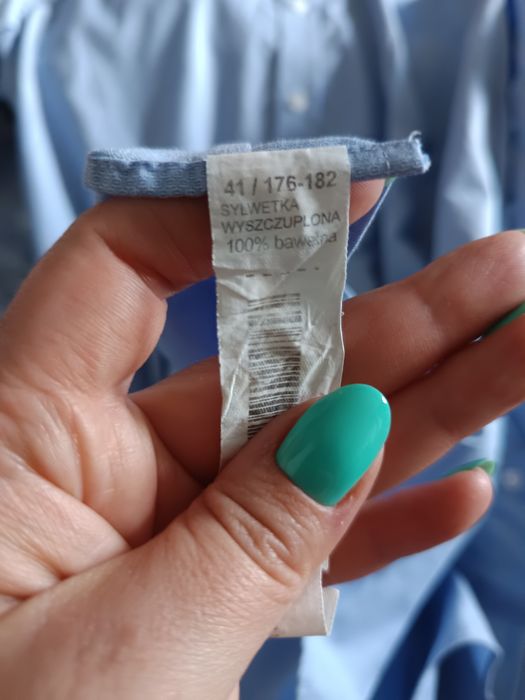 41 / 176-182
SYLWETKA
WYSZCZUPLONA
100% bawełna